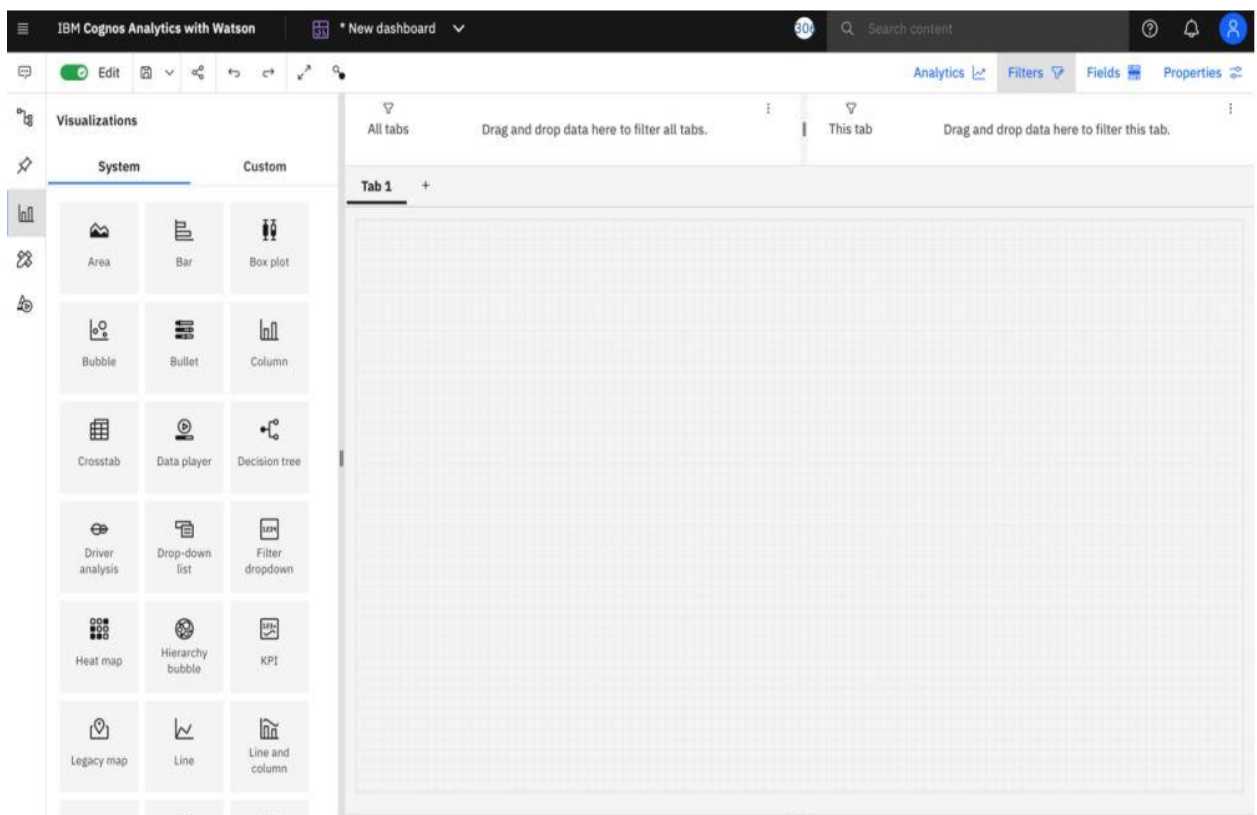 IBM Cognos Analytics with Watson
* New dashboard
Search content
Edit
Analytics
Filters
Fields
Properties
Visualizations
System
Custom
All tabs
Drag and drop data here to filter all tabs.
This tab
Drag and drop data here to filter this tab.
Tab 1
+
Area
Bar
Box plot
Bubble
Bullet
Column
Crosstab
Data player
Decision tree
Driver
analysis
Drop-down
list
Filter
dropdown
Heat map
Hierarchy
bubble
KPI
Legacy map
Line
Line and
column